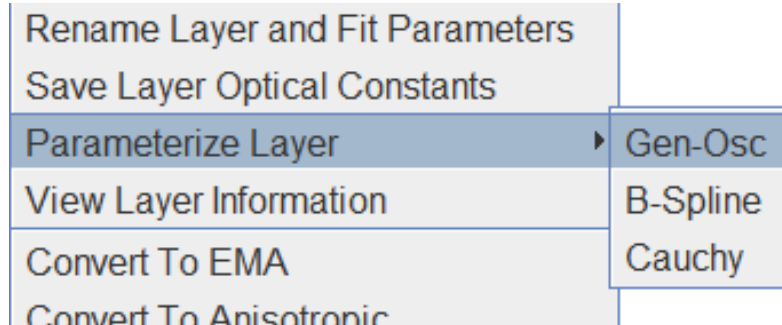 Rename Layer and Fit Parameters
Save Layer Optical Constants
Parameterize Layer
Gen-Osc
View Layer Information
B-Spline
Convert To EMA
Cauchy
Convert To Anisotropic